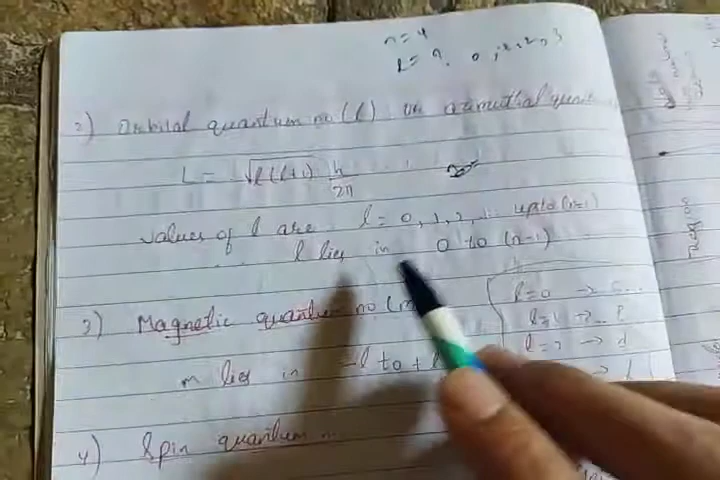 n=4
l= ? 0,1,2,3
2) Orbital quantum no (l) or azimuthal quant
L = √l(l+1) h/2π
values of l are l = 0, 1, 2, ... upto (n-1)
l lies in 0 to (n-1)
3) Magnetic quantum no (m
l=0 → S
l=1 → P
l=2 → d
m lies in -l to +l
4) Spin quantum n